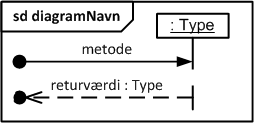 sd diagramNavn
: Type
metode
returværdi : Type